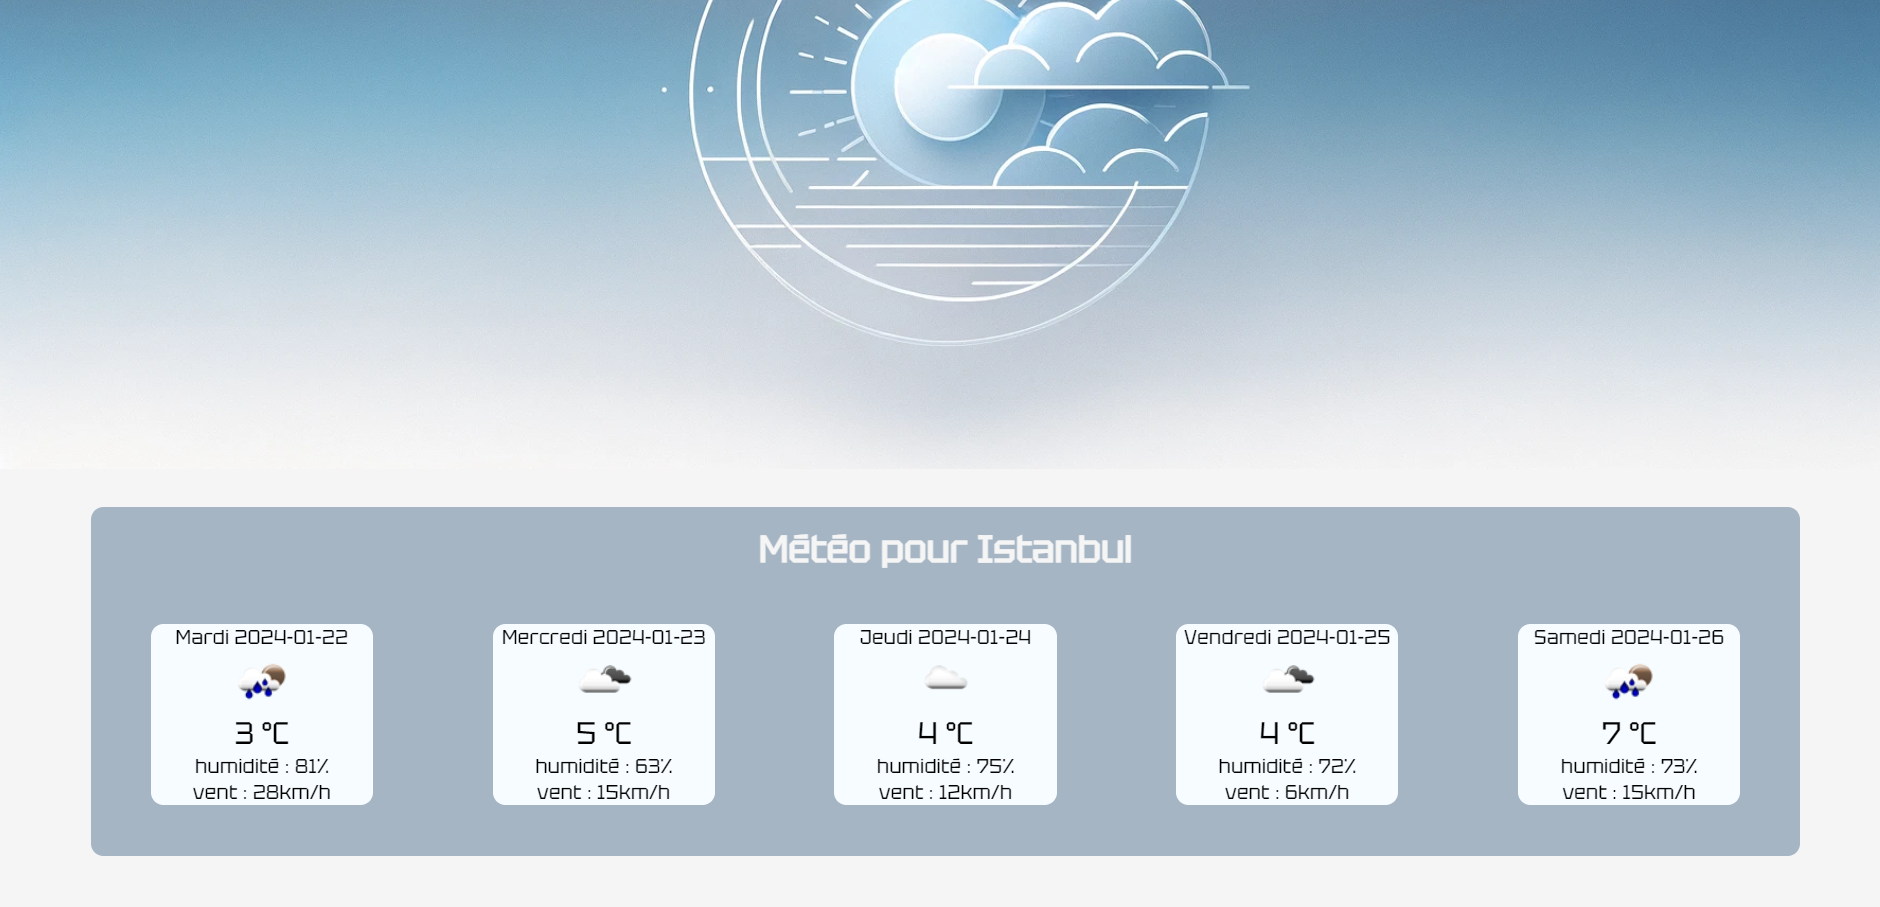 Météo pour Istanbul
Mardi 2024-01-22
3 °C
humidité : 81%
vent : 28km/h
Mercredi 2024-01-23
5 °C
humidité : 63%
vent : 15km/h
Jeudi 2024-01-24
4 °C
humidité : 75%
vent : 12km/h
Vendredi 2024-01-25
4 °C
humidité : 72%
vent : 6km/h
Samedi 2024-01-26
7 °C
humidité : 73%
vent : 15km/h